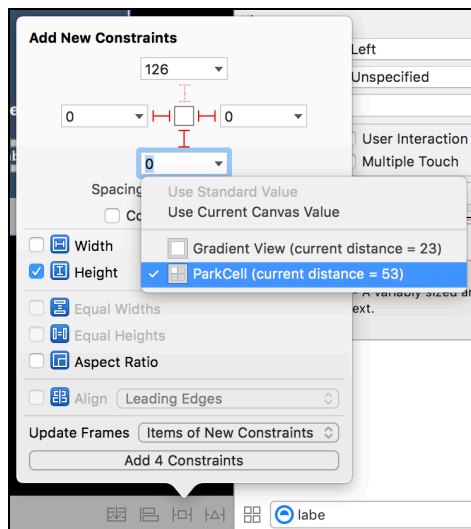 Add New Constraints
126
0
0
0
Left
Unspecified
User Interaction
Multiple Touch
Spacing
Use Standard Value
Use Current Canvas Value
Gradient View (current distance = 23)
✓ ParkCell (current distance = 53)
Co
Width
Height
A variably sized
ext.
Equal Widths
Equal Heights
Aspect Ratio
Align
Leading Edges
Update Frames
Items of New Constraints
Add 4 Constraints
labe